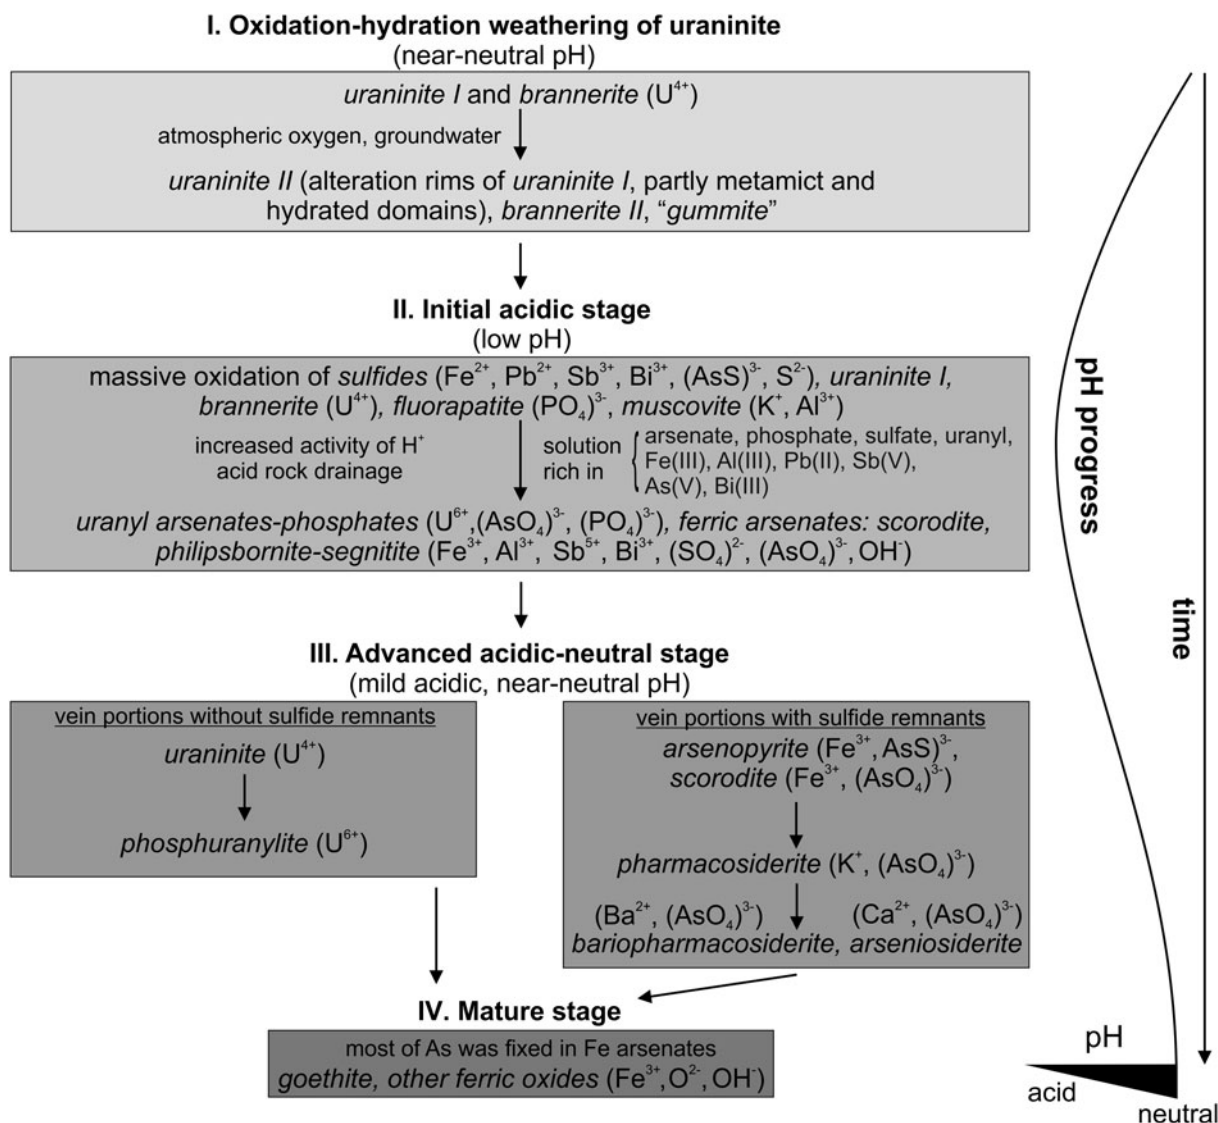 I. Oxidation-hydration weathering of uraninite
(near-neutral pH)
uraninite I and brannerite (U⁴⁺)
atmospheric oxygen, groundwater
uraninite II (alteration rims of uraninite I, partly metamict and
hydrated domains), brannerite II, “gummite”
II. Initial acidic stage
(low pH)
massive oxidation of sulfides (Fe²⁺, Pb²⁺, Sb³⁺, Bi³⁺, (AsS)³⁻, S²⁻), uraninite I,
brannerite (U⁴⁺), fluorapatite (PO₄)³⁻, muscovite (K⁺, Al³⁺)
increased activity of H⁺
acid rock drainage
solution
rich in
arsenate, phosphate, sulfate, uranyl,
Fe(III), Al(III), Pb(II), Sb(V),
As(V), Bi(III)
uranyl arsenates-phosphates (U⁶⁺,(AsO₄)³⁻, (PO₄)³⁻), ferric arsenates: scorodite,
philipsbornite-segnitite (Fe³⁺, Al³⁺, Sb⁵⁺, Bi³⁺, (SO₄)²⁻, (AsO₄)³⁻,OH⁻)
III. Advanced acidic-neutral stage
(mild acidic, near-neutral pH)
vein portions without sulfide remnants
uraninite (U⁴⁺)
phosphuranylite (U⁶⁺)
vein portions with sulfide remnants
arsenopyrite (Fe³⁺, AsS)³⁻,
scorodite (Fe³⁺, (AsO₄)³⁻)
pharmacosiderite (K⁺, (AsO₄)³⁻)
(Ba²⁺, (AsO₄)³⁻) (Ca²⁺, (AsO₄)³⁻)
bariopharmacosiderite, arseniosiderite
IV. Mature stage
most of As was fixed in Fe arsenates
goethite, other ferric oxides (Fe³⁺,O²⁻,OH⁻)
pH progress
time
pH
acid
neutral